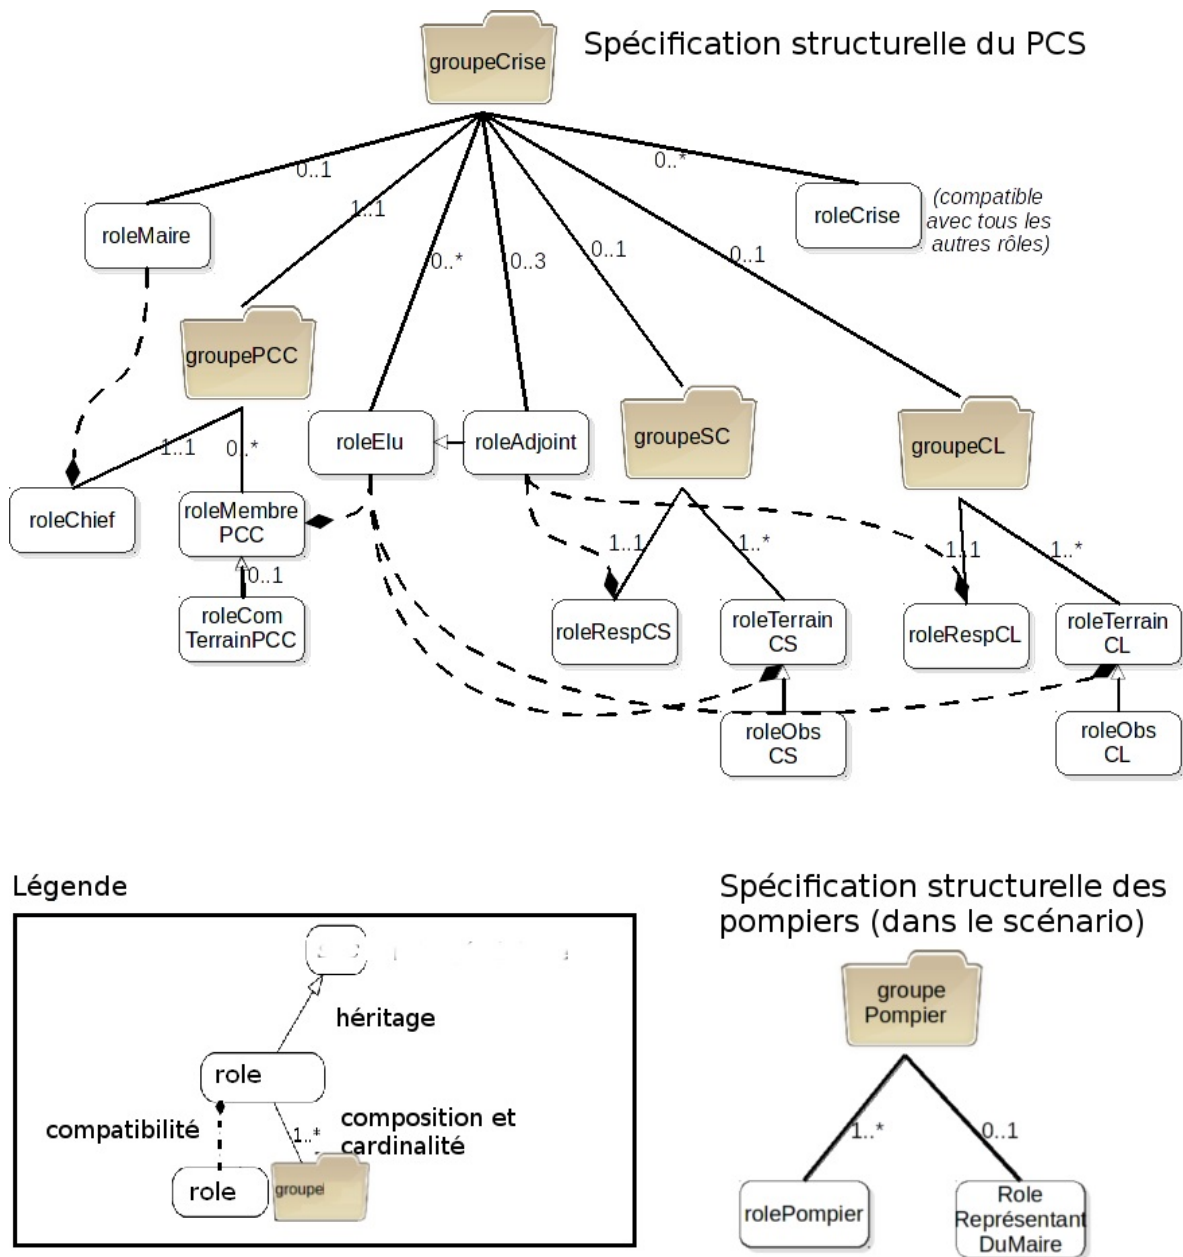 groupeCrise
Spécification structurelle du PCS
0..1
1..1
0..*
0..3
0..1
0..1
0..*
roleMaire
roleCrise
(compatible
avec tous les
autres rôles)
groupePCC
roleElu
roleAdjoint
groupeSC
groupeCL
1..1
0..*
roleChief
roleMembre
PCC
0..1
roleCom
TerrainPCC
1..1
1..*
1..1
1..*
roleRespCS
roleTerrain
CS
roleRespCL
roleTerrain
CL
roleObs
CS
roleObs
CL
Légende
héritage
role
compatibilité
1..*
composition et
cardinalité
role
groupe
Spécification structurelle des
pompiers (dans le scénario)
groupe
Pompier
1..*
0..1
rolePompier
Role
Représentant
DuMaire